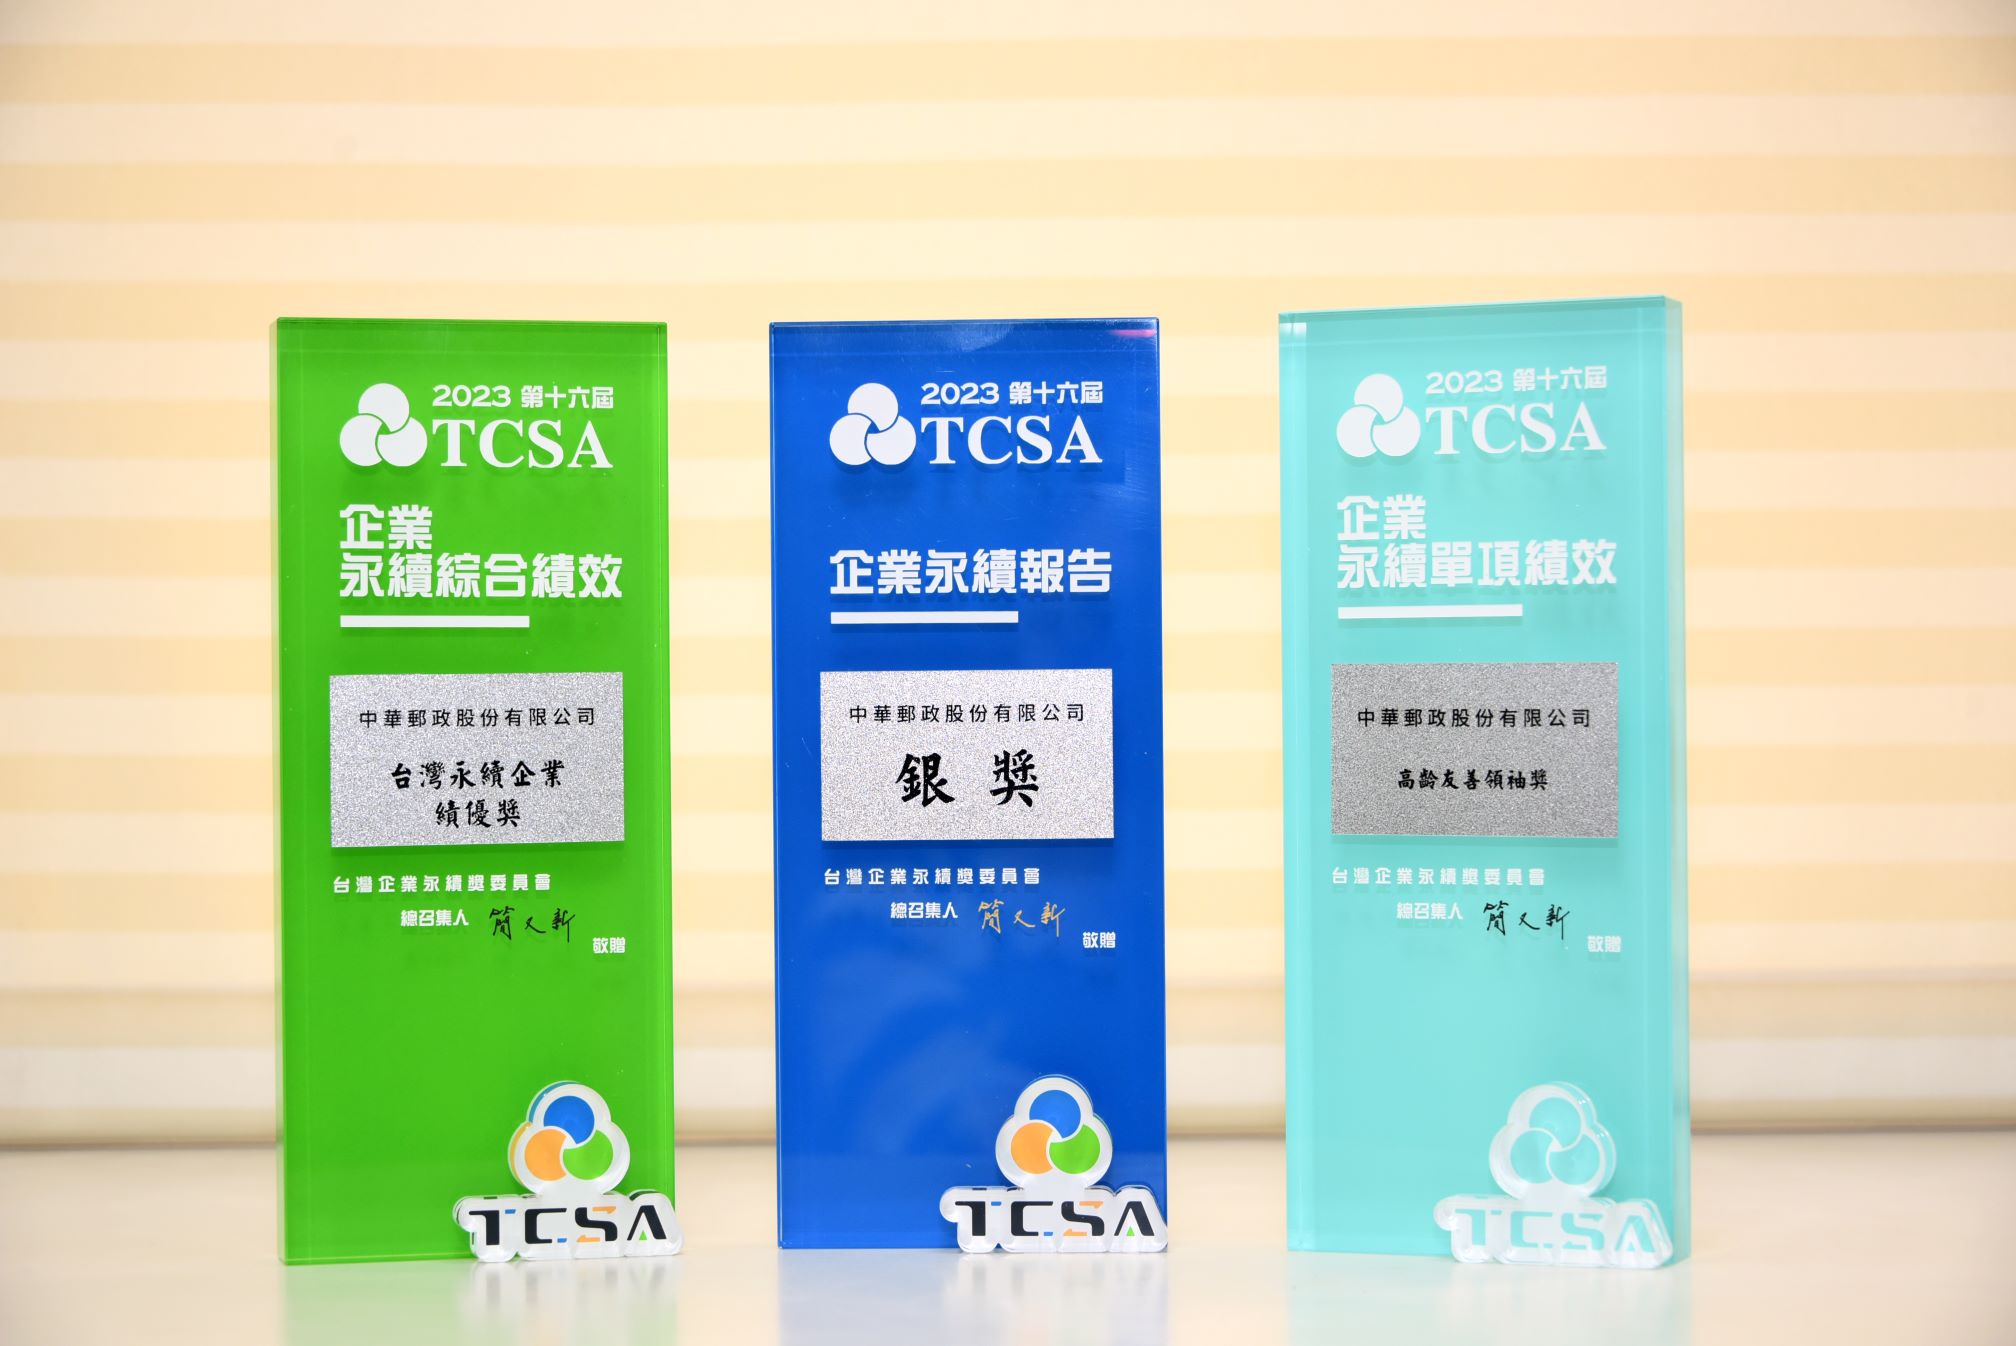 2023 第十六屆
TCSA
企業
永續綜合績效
中華郵政股份有限公司
台灣永續企業
績優獎
台灣企業永續獎委員會
總召集人 簡又新
敬贈
TCSA
2023 第十六屆
TCSA
企業永續報告
中華郵政股份有限公司
銀獎
台灣企業永續獎委員會
總召集人 簡又新
敬贈
TCSA
2023 第十六屆
TCSA
企業
永續單項績效
中華郵政股份有限公司
高齡友善領袖獎
台灣企業永續獎委員會
總召集人 簡又新
敬贈
TCSA